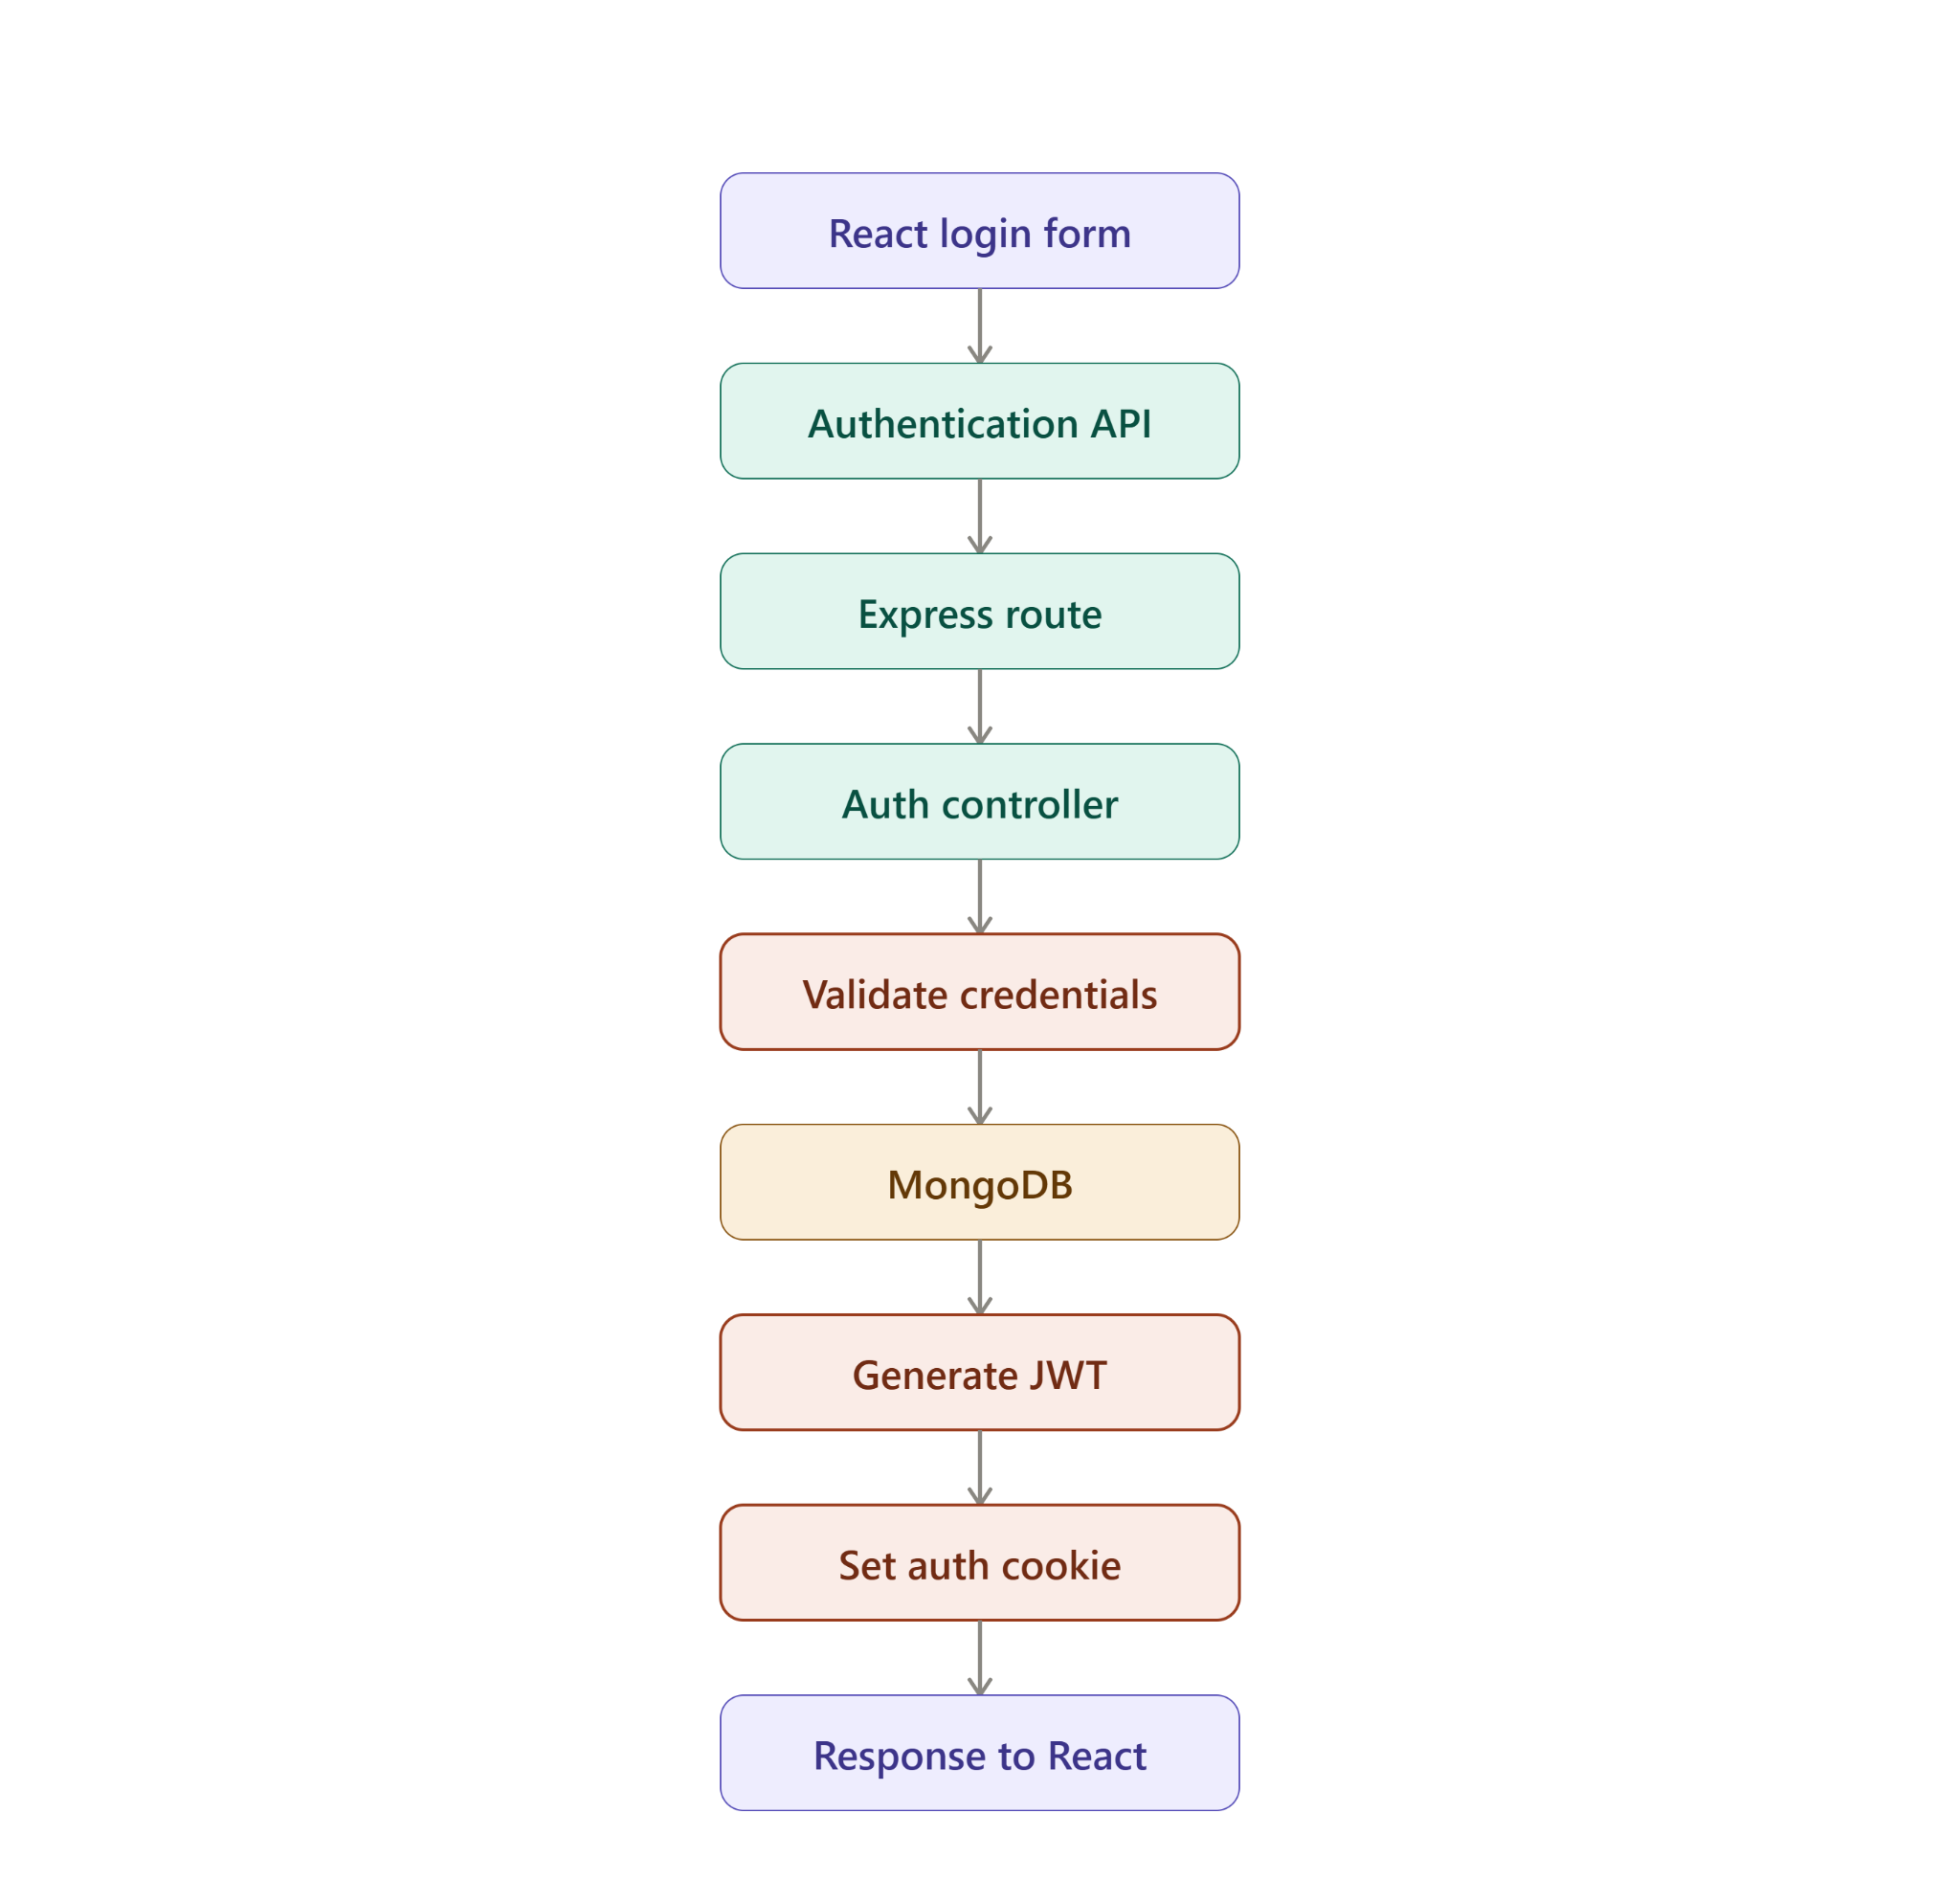 React login form
Authentication API
Express route
Auth controller
Validate credentials
MongoDB
Generate JWT
Set auth cookie
Response to React